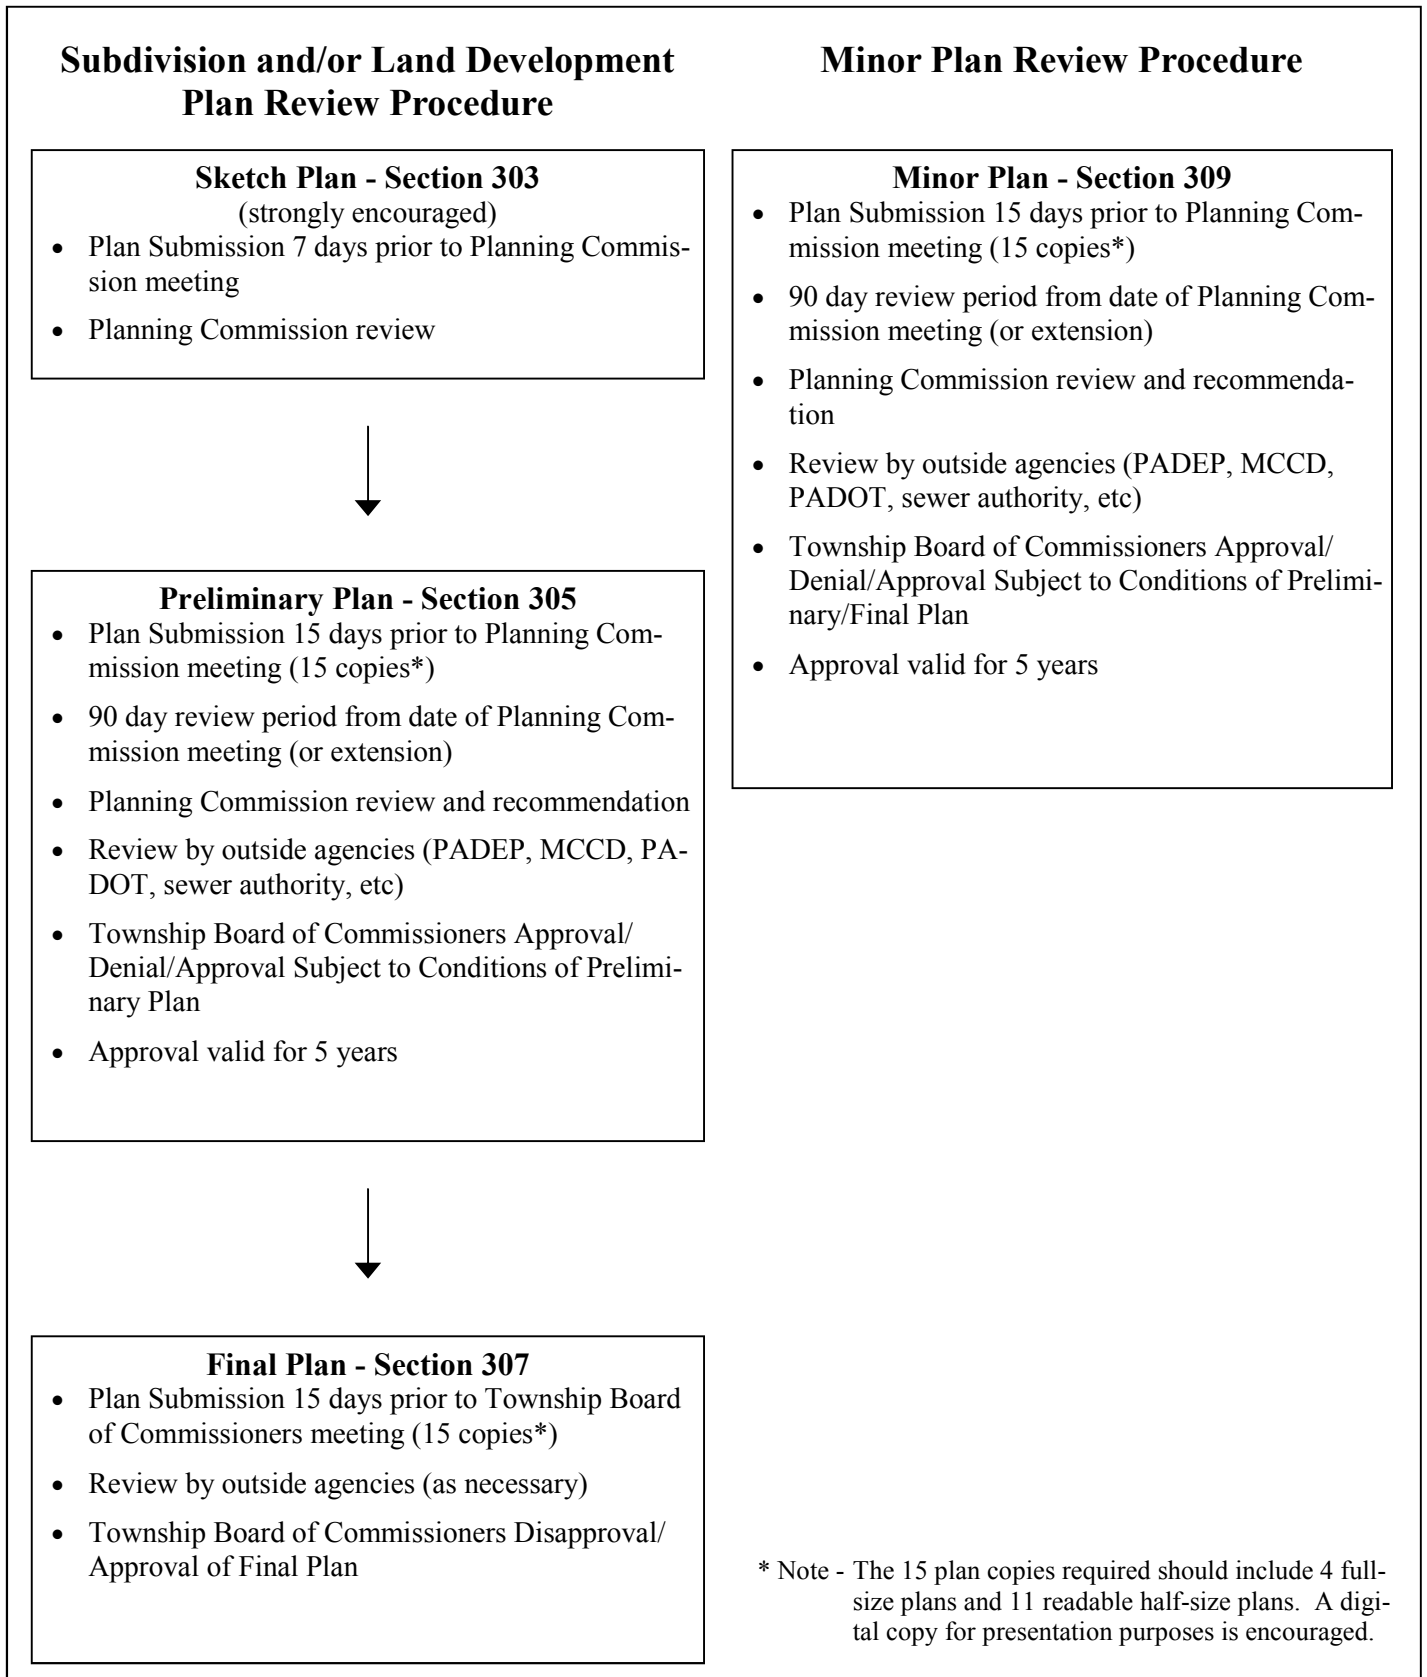 Subdivision and/or Land Development
Plan Review Procedure
Sketch Plan - Section 303
(strongly encouraged)
• Plan Submission 7 days prior to Planning Commis-
sion meeting
• Planning Commission review
Preliminary Plan - Section 305
• Plan Submission 15 days prior to Planning Com-
mission meeting (15 copies*)
• 90 day review period from date of Planning Com-
mission meeting (or extension)
• Planning Commission review and recommendation
• Review by outside agencies (PADEP, MCCD, PA-
DOT, sewer authority, etc)
• Township Board of Commissioners Approval/
Denial/Approval Subject to Conditions of Prelimi-
nary Plan
• Approval valid for 5 years
Final Plan - Section 307
• Plan Submission 15 days prior to Township Board
of Commissioners meeting (15 copies*)
• Review by outside agencies (as necessary)
• Township Board of Commissioners Disapproval/
Approval of Final Plan
Minor Plan Review Procedure
Minor Plan - Section 309
• Plan Submission 15 days prior to Planning Com-
mission meeting (15 copies*)
• 90 day review period from date of Planning Com-
mission meeting (or extension)
• Planning Commission review and recommenda-
tion
• Review by outside agencies (PADEP, MCCD,
PADOT, sewer authority, etc)
• Township Board of Commissioners Approval/
Denial/Approval Subject to Conditions of Prelimi-
nary/Final Plan
• Approval valid for 5 years
* Note - The 15 plan copies required should include 4 full-
size plans and 11 readable half-size plans. A digi-
tal copy for presentation purposes is encouraged.